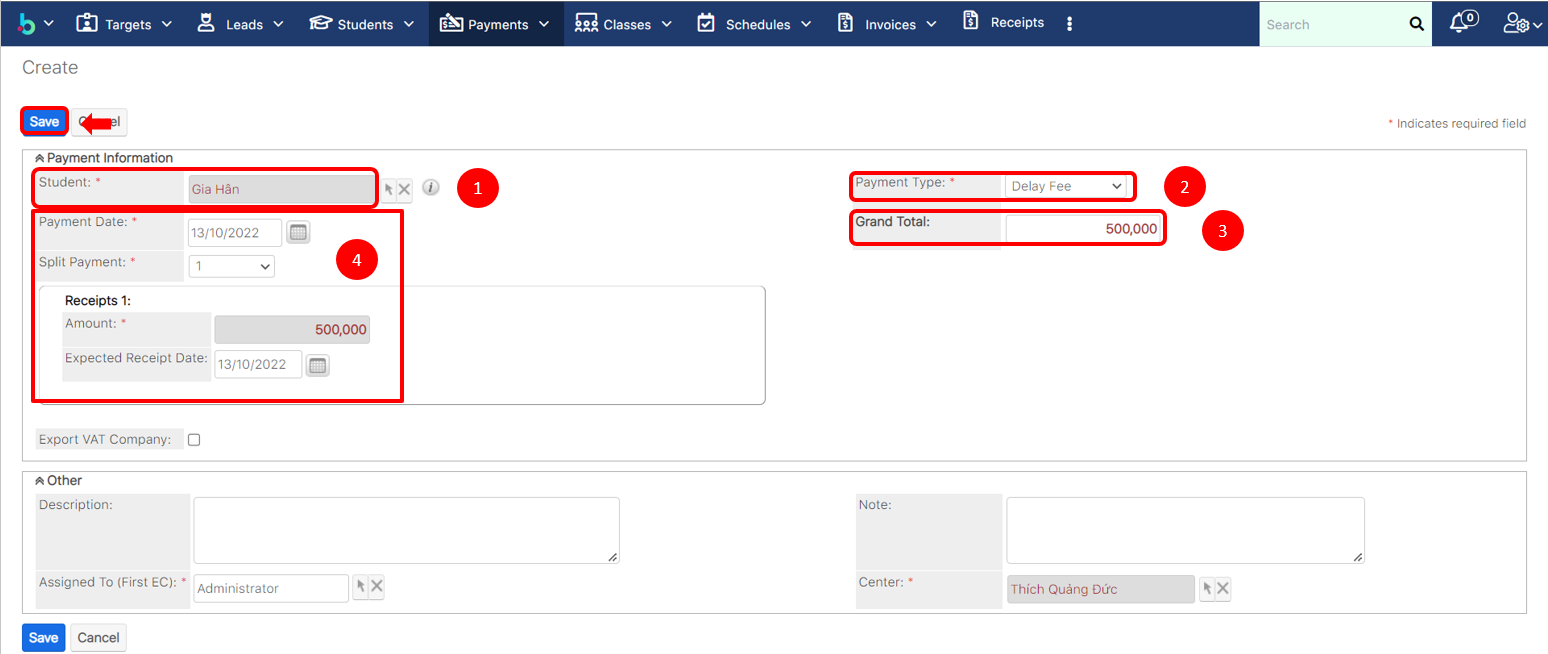 Targets Leads Students Payments Classes Schedules Invoices Receipts Search 0
Create
Save
* Indicates required field
Payment Information
Student: * Gia Hân i 1 Payment Type: * Delay Fee 2
Payment Date: * 13/10/2022 Grand Total: 500,000 3
Split Payment: * 1 4
Receipts 1:
Amount: * 500,000
Expected Receipt Date: 13/10/2022
Export VAT Company:
Other
Description: Note:
Assigned To (First EC): * Administrator Center: * Thích Quảng Đức
Save Cancel